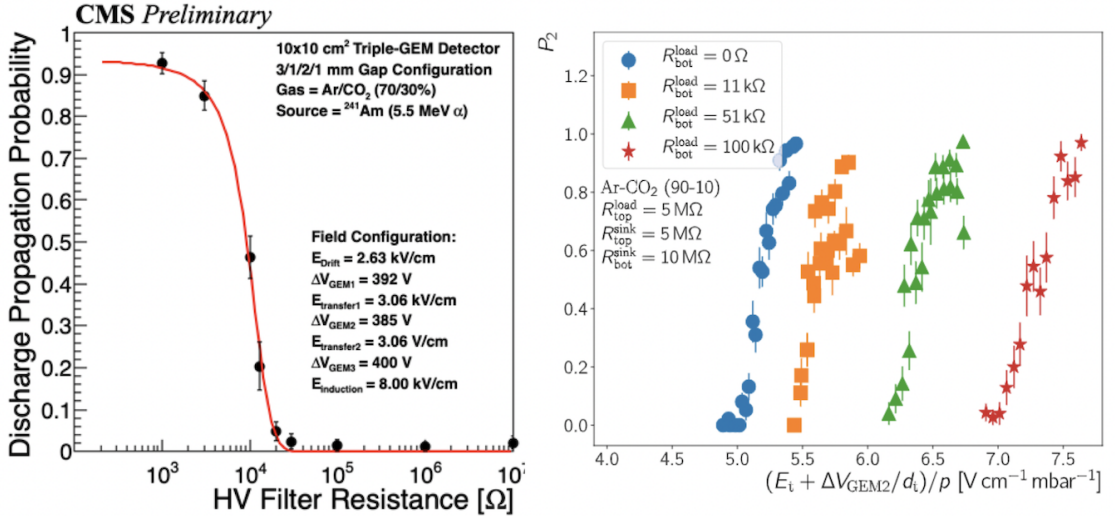 CMS Preliminary
Discharge Propagation Probability
1
0.9
0.8
0.7
0.6
0.5
0.4
0.3
0.2
0.1
0
10x10 cm² Triple-GEM Detector
3/1/2/1 mm Gap Configuration
Gas = Ar/CO₂ (70/30%)
Source = ²⁴¹Am (5.5 MeV α)
Field Configuration:
E_Drift = 2.63 kV/cm
ΔV_GEM1 = 392 V
E_transfer1 = 3.06 kV/cm
ΔV_GEM2 = 385 V
E_transfer2 = 3.06 V/cm
ΔV_GEM3 = 400 V
E_induction = 8.00 kV/cm
10³ 10⁴ 10⁵ 10⁶ 10⁷
HV Filter Resistance [Ω]
P₂
1.2
1.0
0.8
0.6
0.4
0.2
0.0
R_bot^load = 0 Ω
R_bot^load = 11 kΩ
R_bot^load = 51 kΩ
R_bot^load = 100 kΩ
Ar-CO₂ (90-10)
R_top^load = 5 MΩ
R_top^sink = 5 MΩ
R_bot^sink = 10 MΩ
4.0 4.5 5.0 5.5 6.0 6.5 7.0 7.5
(E_t + ΔV_GEM2/d_t)/p [V cm⁻¹ mbar⁻¹]